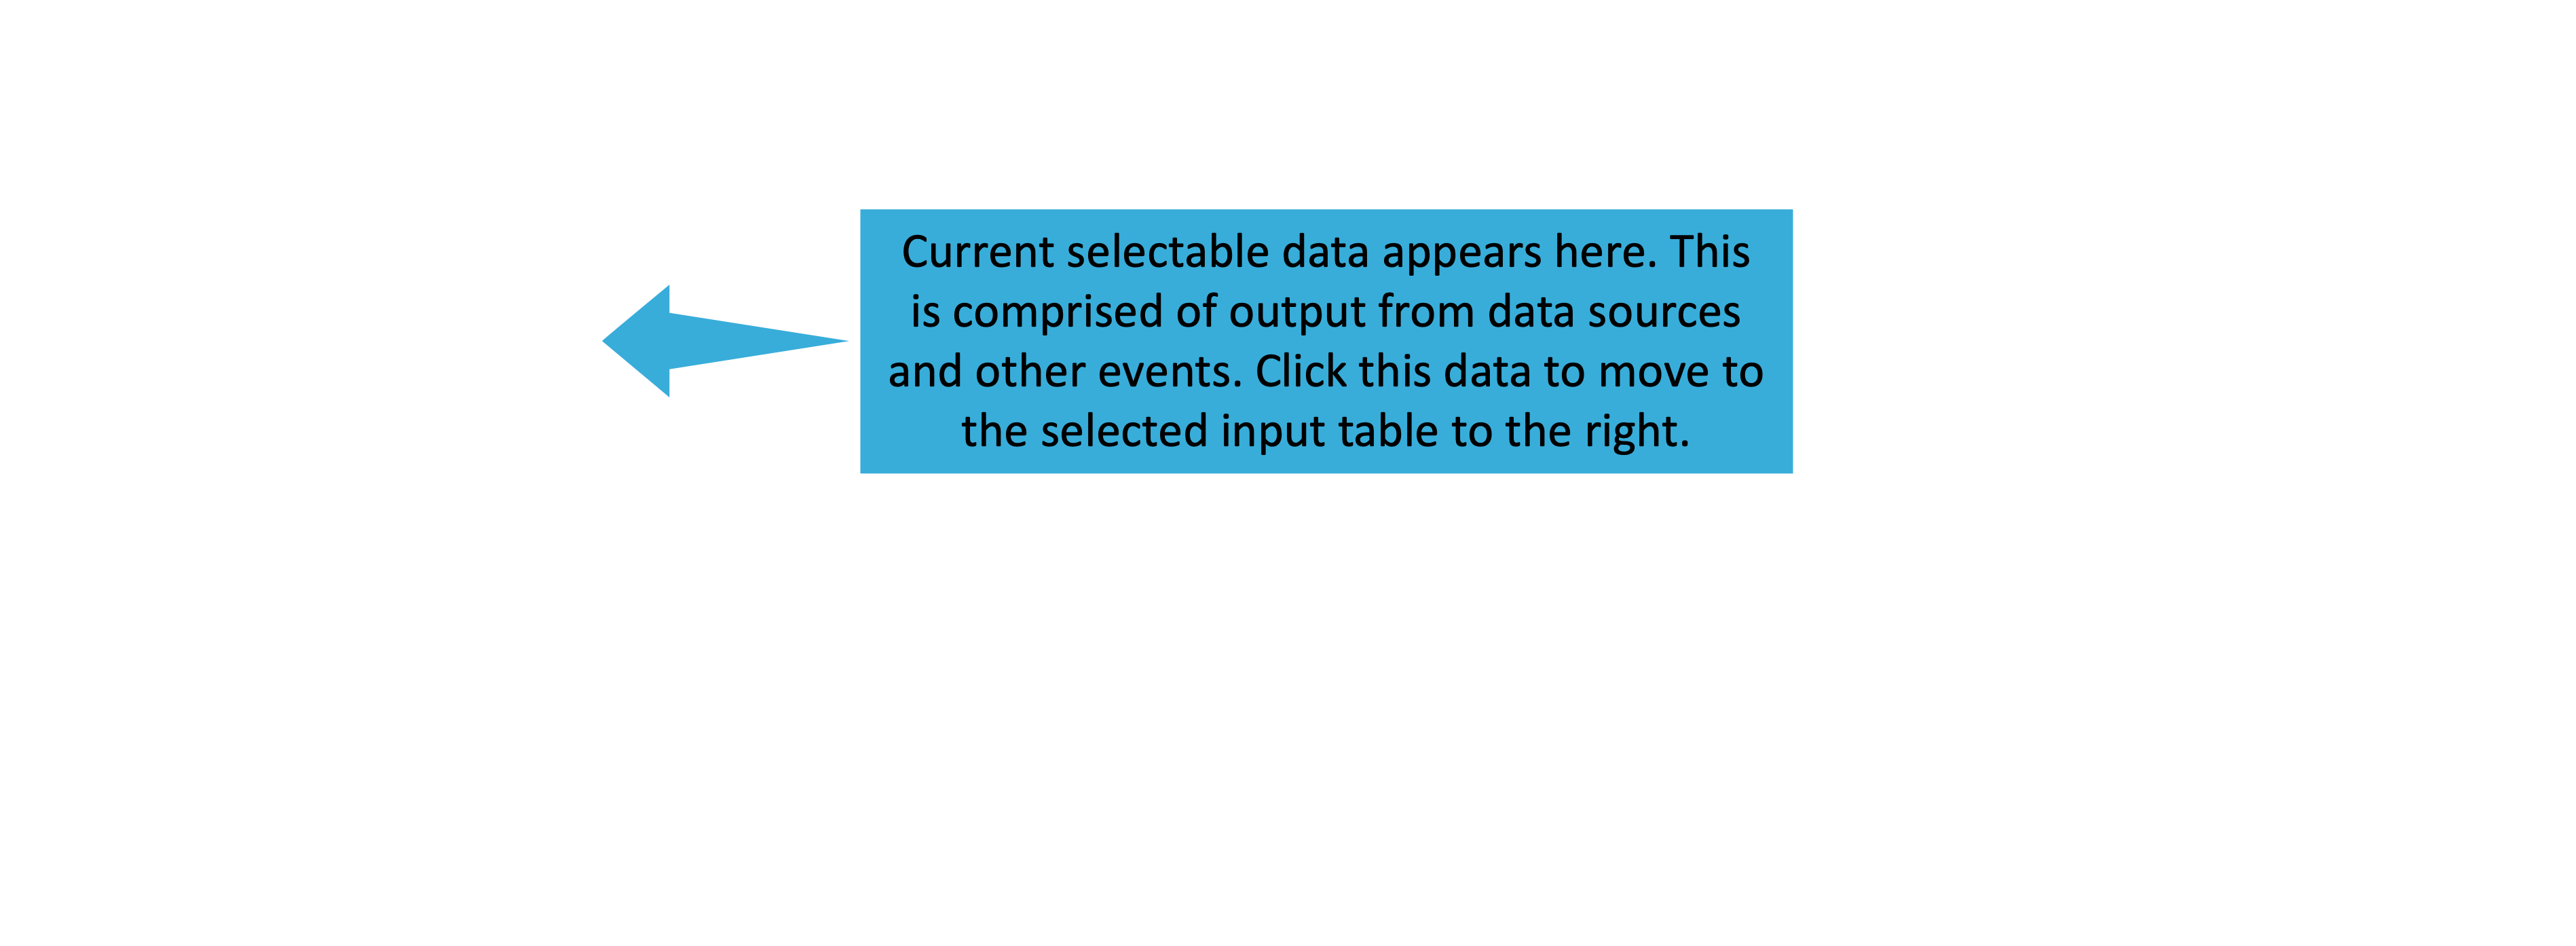 Current selectable data appears here. This
is comprised of output from data sources
and other events. Click this data to move to
the selected input table to the right.